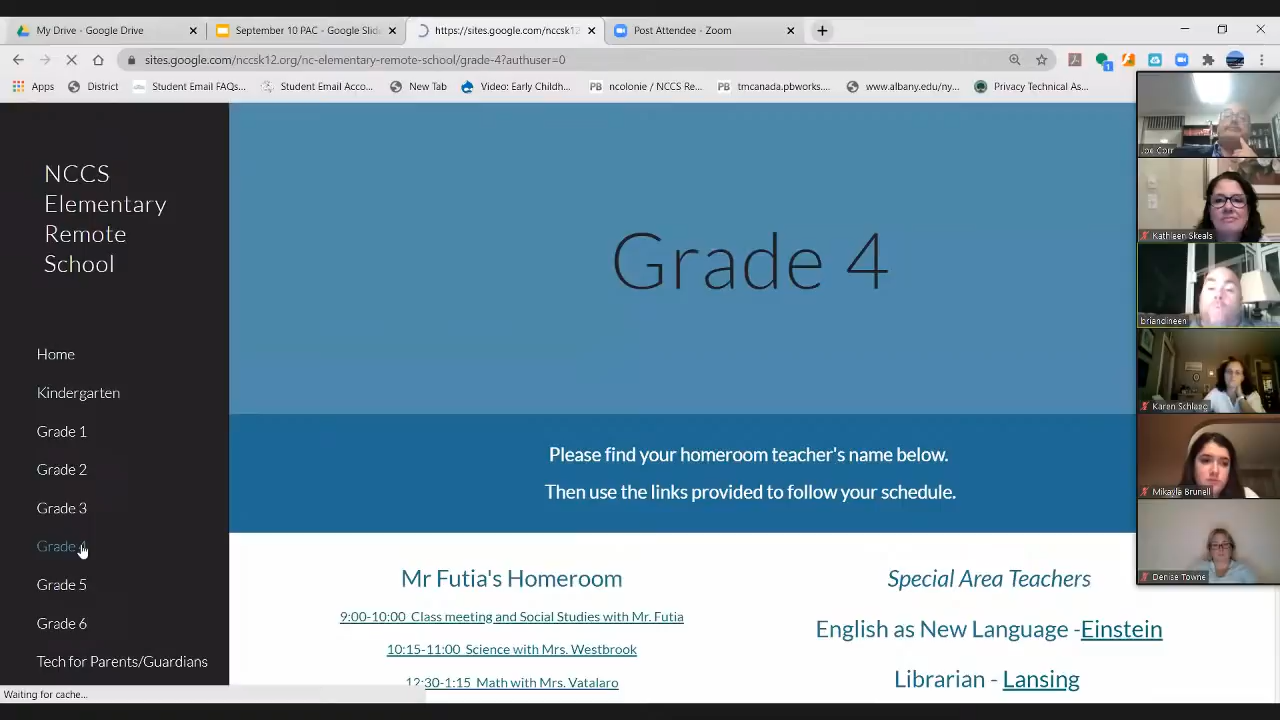 My Drive - Google Drive
September 10 PAC - Google Slid
https://sites.google.com/nccsk12
Post Attendee - Zoom
sites.google.com/nccsk12.org/nc-elementary-remote-school/grade-4?authuser=0
Apps
District
Student Email FAQs...
Student Email Acco...
New Tab
Video: Early Childh...
PB ncolonie / NCCS Re...
PB tmcanada.pbworks...
www.albany.edu/ny...
Privacy Technical As...
NCCS
Elementary
Remote
School
Home
Kindergarten
Grade 1
Grade 2
Grade 3
Grade 4
Grade 5
Grade 6
Tech for Parents/Guardians
Waiting for cache...
Grade 4
Please find your homeroom teacher's name below.
Then use the links provided to follow your schedule.
Mr Futia's Homeroom
9:00-10:00 Class meeting and Social Studies with Mr. Futia
10:15-11:00 Science with Mrs. Westbrook
12:30-1:15 Math with Mrs. Vatalaro
Special Area Teachers
English as New Language -Einstein
Librarian - Lansing
Joe Corr
Kathleen Skeals
briandineen
Karen Schlaeg
Mikayla Brunell
Denise Towne